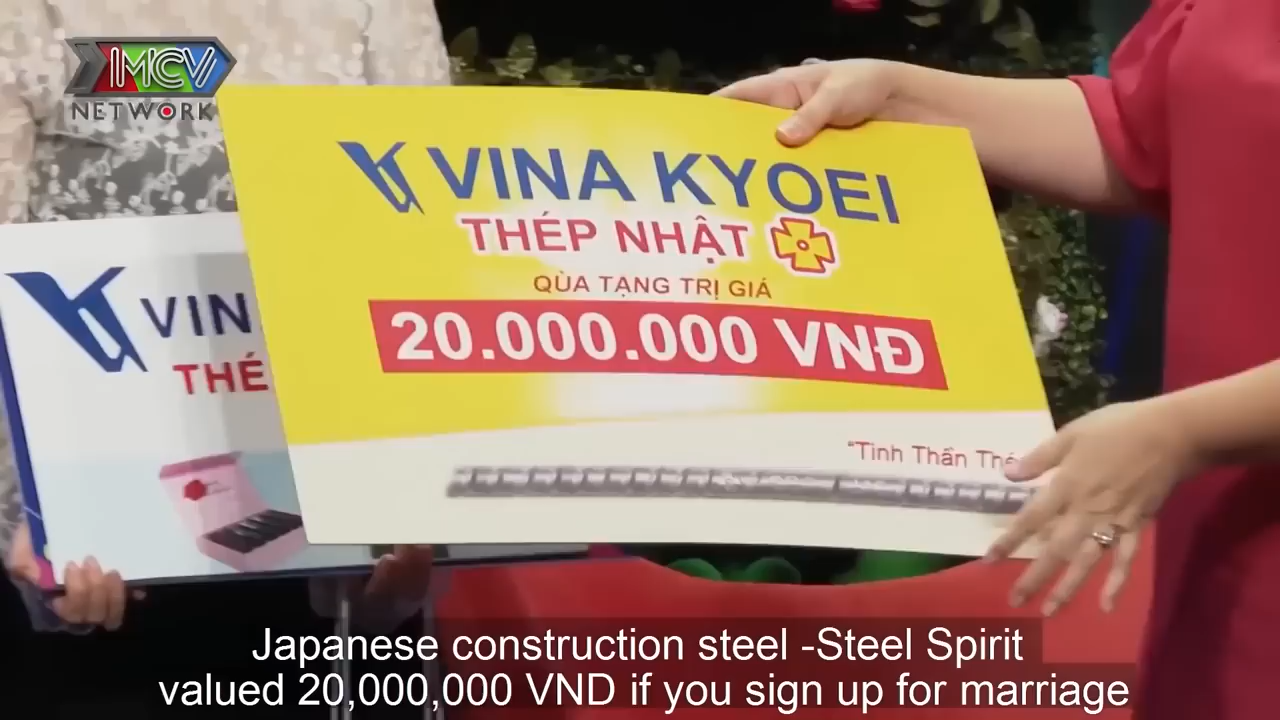 MCV
NETWORK
VINA KYOEI
THÉP NHẬT
QÙA TẠNG TRỊ GIÁ
20.000.000 VNĐ
"Tinh Thần Thé
VIN
THÉ
Japanese construction steel -Steel Spirit
valued 20,000,000 VND if you sign up for marriage